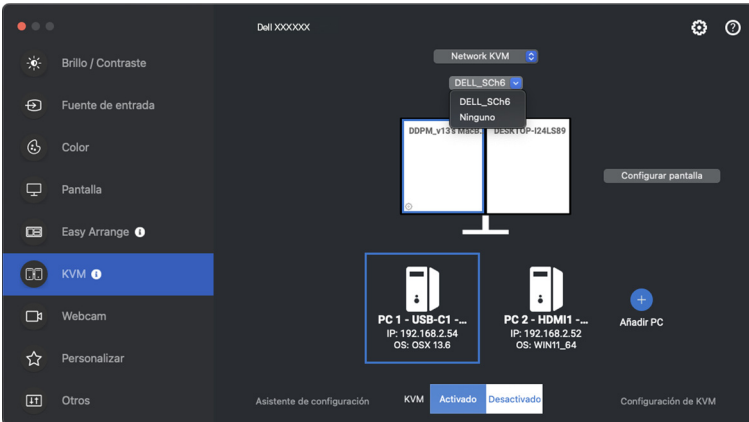 Dell XXXXXX
Brillo / Contraste
Fuente de entrada
Color
Pantalla
Easy Arrange
KVM
Webcam
Personalizar
Otros
Network KVM
DELL_SCh6
DELL_SCh6
Ninguno
DDPM_v13's MacB.
DESKTOP-I24LS89
Configurar pantalla
PC 1 - USB-C1 -...
IP: 192.168.2.54
OS: OSX 13.6
PC 2 - HDMI1 -...
IP: 192.168.2.52
OS: WIN11_64
Añadir PC
Asistente de configuración
KVM
Activado
Desactivado
Configuración de KVM